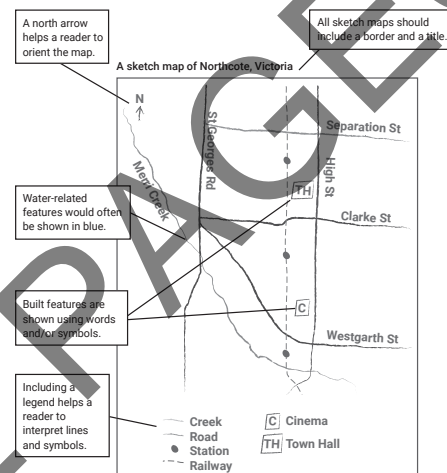 A north arrow
helps a reader to
orient the map.
All sketch maps should
include a border and a title.
A sketch map of Northcote, Victoria
N
St Georges Rd
Separation St
Merri Creek
High St
TH
Water-related
features would often
be shown in blue.
Clarke St
Built features are
shown using words
and/or symbols.
C
Westgarth St
Including a
legend helps a
reader to
interpret lines
and symbols.
Creek
Road
Station
Railway
C Cinema
TH Town Hall
PAGE